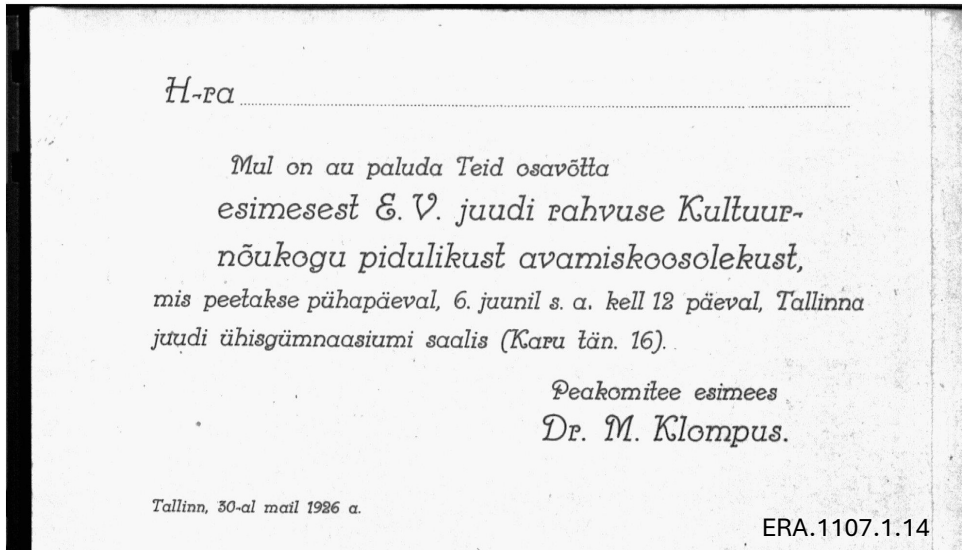 H-ra
Mul on au paluda Teid osavõtta
esimesest E. V. juudi rahvuse Kultuur-
nõukogu pidulikust avamiskoosolekust,
mis peetakse pühapäeval, 6. juunil s. a. kell 12 päeval, Tallinna
juudi ühisgümnaasiumi saalis (Karu tän. 16).
Peakomitee esimees
Dr. M. Klompus.
Tallinn, 30-al mail 1926 a.
ERA.1107.1.14